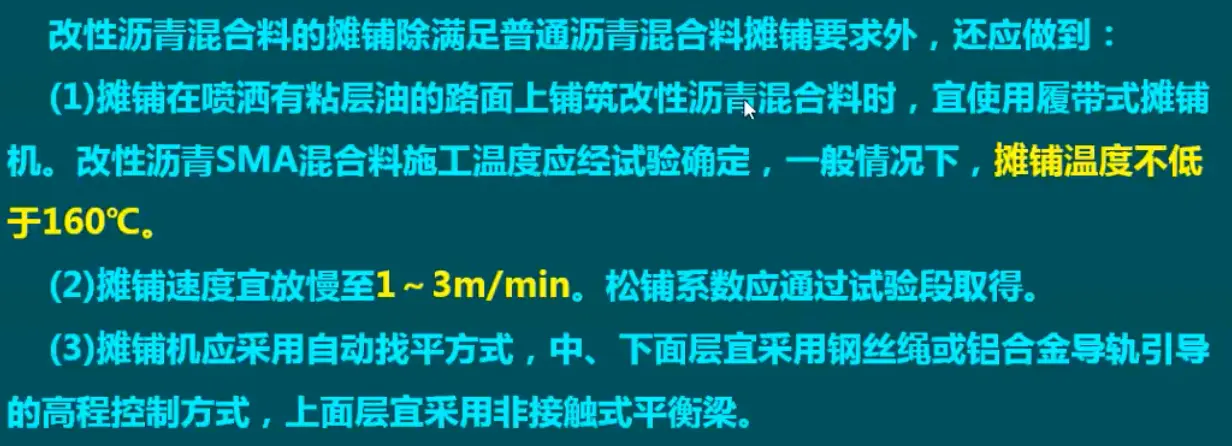 改性沥青混合料的摊铺除满足普通沥青混合料摊铺要求外，还应做到：
(1)摊铺在喷洒有粘层油的路面上铺筑改性沥青混合料时，宜使用履带式摊铺
机。改性沥青SMA混合料施工温度应经试验确定，一般情况下，摊铺温度不低
于160℃。
(2)摊铺速度宜放慢至1～3m/min。松铺系数应通过试验段取得。
(3)摊铺机应采用自动找平方式，中、下面层宜采用钢丝绳或铝合金导轨引导
的高程控制方式，上面层宜采用非接触式平衡梁。